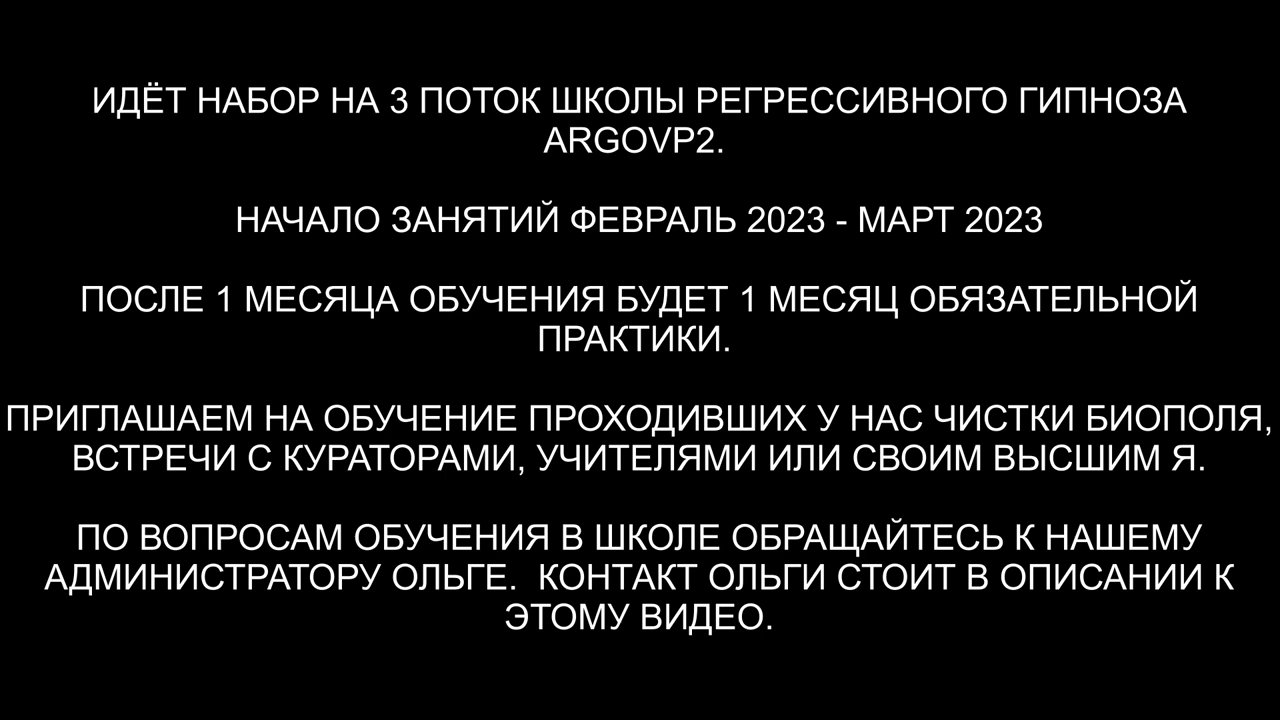 ИДЁТ НАБОР НА 3 ПОТОК ШКОЛЫ РЕГРЕССИВНОГО ГИПНОЗА
ARGOVP2.
НАЧАЛО ЗАНЯТИЙ ФЕВРАЛЬ 2023 - МАРТ 2023
ПОСЛЕ 1 МЕСЯЦА ОБУЧЕНИЯ БУДЕТ 1 МЕСЯЦ ОБЯЗАТЕЛЬНОЙ
ПРАКТИКИ.
ПРИГЛАШАЕМ НА ОБУЧЕНИЕ ПРОХОДИВШИХ У НАС ЧИСТКИ БИОПОЛЯ,
ВСТРЕЧИ С КУРАТОРАМИ, УЧИТЕЛЯМИ ИЛИ СВОИМ ВЫСШИМ Я.
ПО ВОПРОСАМ ОБУЧЕНИЯ В ШКОЛЕ ОБРАЩАЙТЕСЬ К НАШЕМУ
АДМИНИСТРАТОРУ ОЛЬГЕ.  КОНТАКТ ОЛЬГИ СТОИТ В ОПИСАНИИ К
ЭТОМУ ВИДЕО.